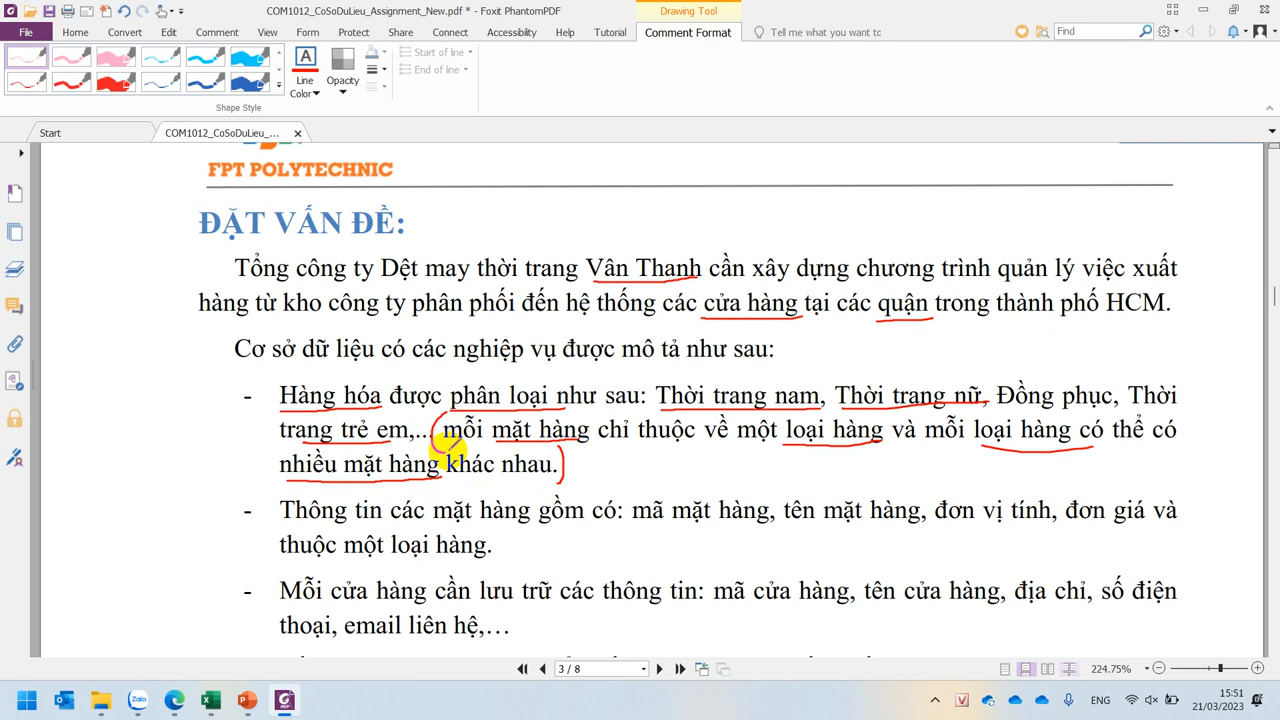 COM1012_CoSoDuLieu_Assignment_New.pdf * - Foxit PhantomPDF
Drawing Tool
File Home Convert Edit Comment View Form Protect Share Connect Accessibility Help Tutorial Comment Format Tell me what you want to Find
Line Color
Opacity
Start of line
End of line
Shape Style
Start COM1012_CoSoDuLieu_...
FPT POLYTECHNIC
ĐẶT VẤN ĐỀ:
Tổng công ty Dệt may thời trang Vân Thanh cần xây dựng chương trình quản lý việc xuất
hàng từ kho công ty phân phối đến hệ thống các cửa hàng tại các quận trong thành phố HCM.
Cơ sở dữ liệu có các nghiệp vụ được mô tả như sau:
- Hàng hóa được phân loại như sau: Thời trang nam, Thời trang nữ, Đồng phục, Thời
trang trẻ em,... mỗi mặt hàng chỉ thuộc về một loại hàng và mỗi loại hàng có thể có
nhiều mặt hàng khác nhau.
- Thông tin các mặt hàng gồm có: mã mặt hàng, tên mặt hàng, đơn vị tính, đơn giá và
thuộc một loại hàng.
- Mỗi cửa hàng cần lưu trữ các thông tin: mã cửa hàng, tên cửa hàng, địa chỉ, số điện
thoại, email liên hệ,…
3 / 8
224.75%
Zalo
ENG
15:51
21/03/2023